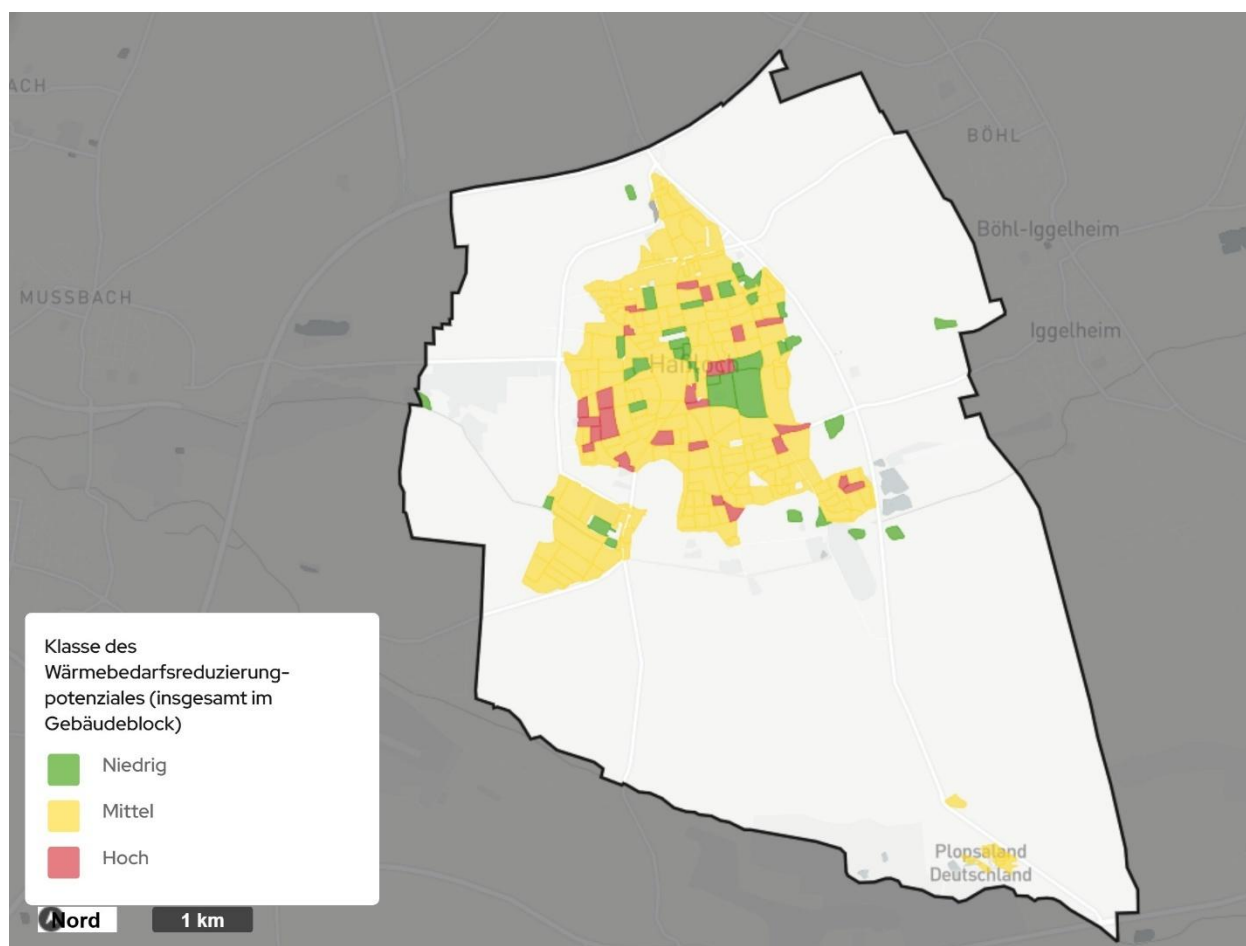 ACH
BÖHL
Böhl-Iggelheim
MUSSBACH
Iggelheim
Haßloch
Klasse des
Wärmebedarfsreduzierung-
potenziales (insgesamt im
Gebäudeblock)
Niedrig
Mittel
Hoch
Plopsaland
Deutschland
Nord
1 km